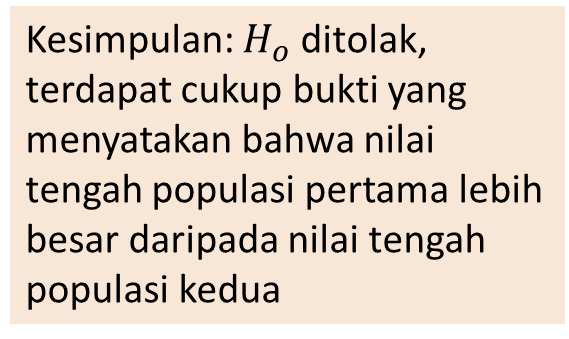 Kesimpulan: Hₒ ditolak,
terdapat cukup bukti yang
menyatakan bahwa nilai
tengah populasi pertama lebih
besar daripada nilai tengah
populasi kedua